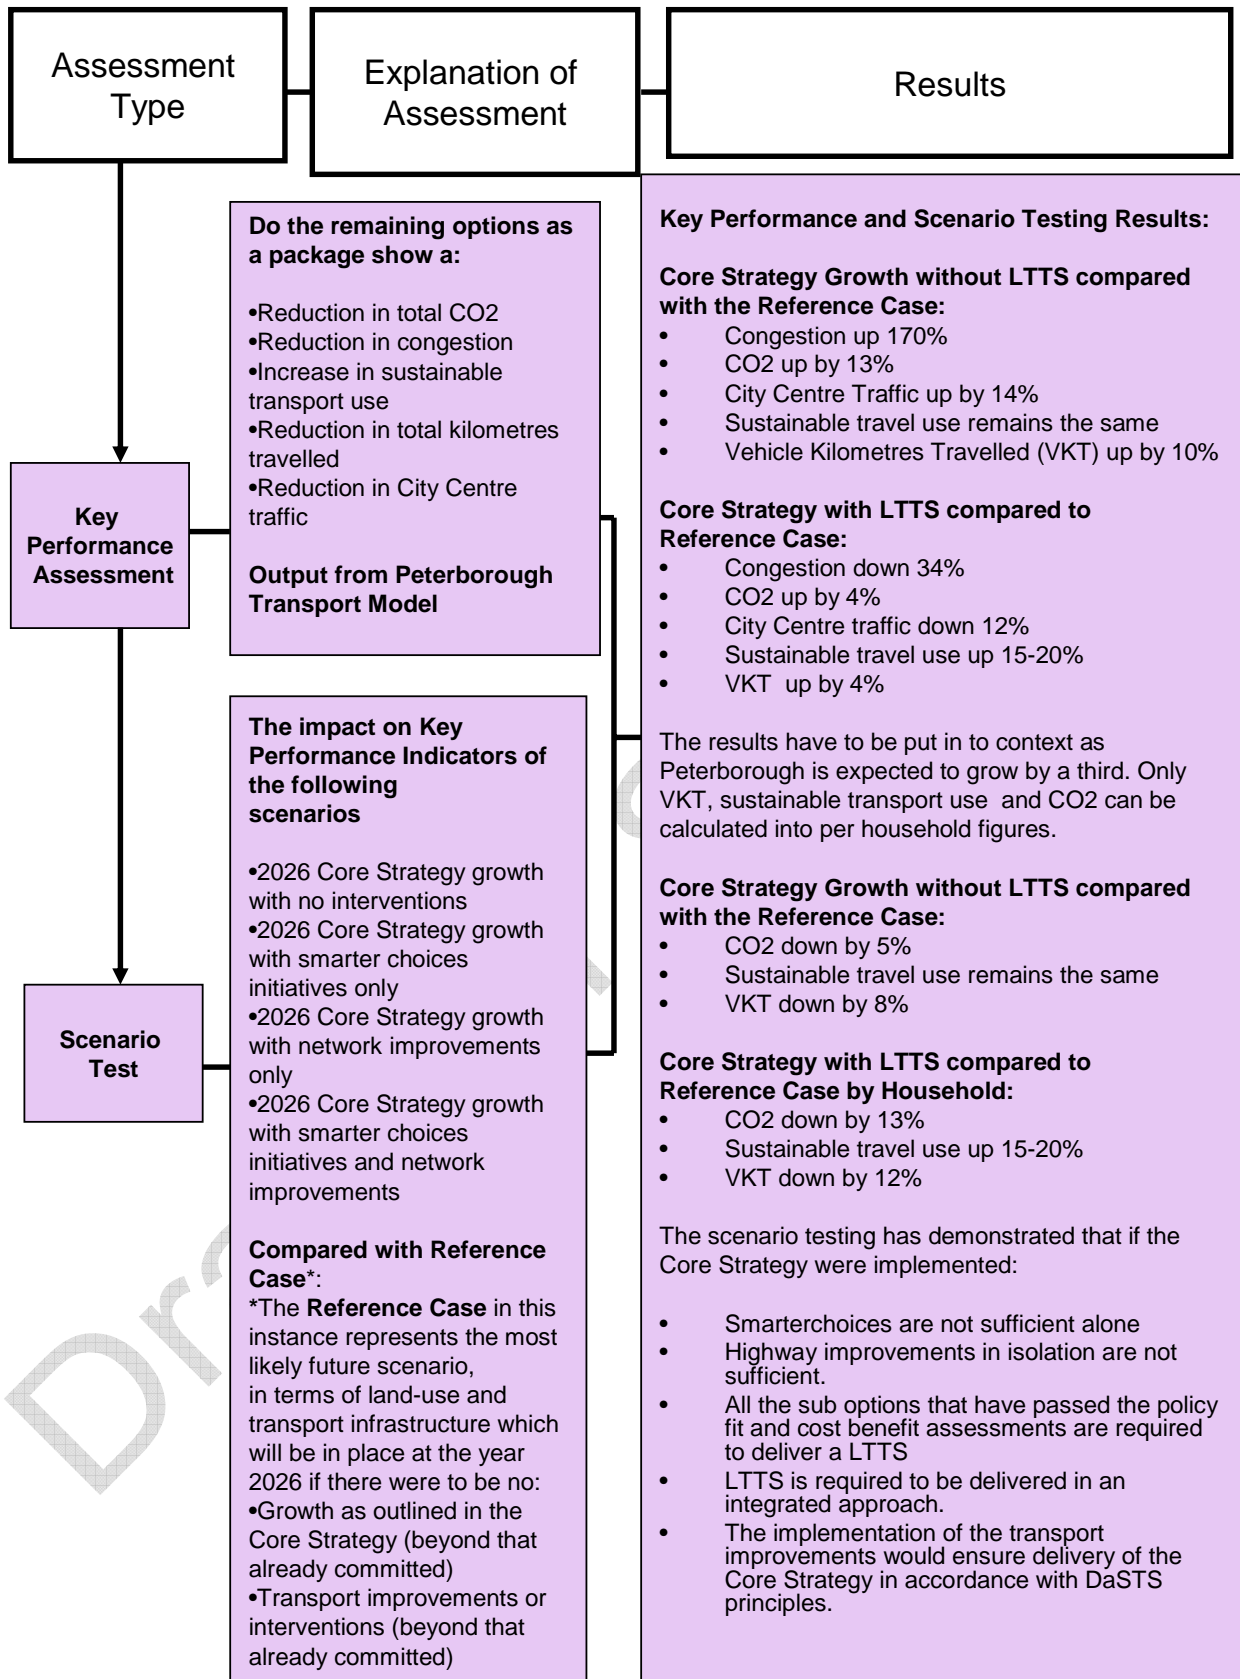 Assessment
Type
Explanation of
Assessment
Results
Key
Performance
Assessment
Do the remaining options as
a package show a:
•Reduction in total CO2
•Reduction in congestion
•Increase in sustainable
transport use
•Reduction in total kilometres
travelled
•Reduction in City Centre
traffic
Output from Peterborough
Transport Model
Scenario
Test
The impact on Key
Performance Indicators of
the following
scenarios
•2026 Core Strategy growth
with no interventions
•2026 Core Strategy growth
with smarter choices
initiatives only
•2026 Core Strategy growth
with network improvements
only
•2026 Core Strategy growth
with smarter choices
initiatives and network
improvements
Compared with Reference
Case*:
*The Reference Case in this
instance represents the most
likely future scenario,
in terms of land-use and
transport infrastructure which
will be in place at the year
2026 if there were to be no:
•Growth as outlined in the
Core Strategy (beyond that
already committed)
•Transport improvements or
interventions (beyond that
already committed)
Key Performance and Scenario Testing Results:
Core Strategy Growth without LTTS compared
with the Reference Case:
• Congestion up 170%
• CO2 up by 13%
• City Centre Traffic up by 14%
• Sustainable travel use remains the same
• Vehicle Kilometres Travelled (VKT) up by 10%
Core Strategy with LTTS compared to
Reference Case:
• Congestion down 34%
• CO2 up by 4%
• City Centre traffic down 12%
• Sustainable travel use up 15-20%
• VKT up by 4%
The results have to be put in to context as
Peterborough is expected to grow by a third. Only
VKT, sustainable transport use and CO2 can be
calculated into per household figures.
Core Strategy Growth without LTTS compared
with the Reference Case:
• CO2 down by 5%
• Sustainable travel use remains the same
• VKT down by 8%
Core Strategy with LTTS compared to
Reference Case by Household:
• CO2 down by 13%
• Sustainable travel use up 15-20%
• VKT down by 12%
The scenario testing has demonstrated that if the
Core Strategy were implemented:
• Smarterchoices are not sufficient alone
• Highway improvements in isolation are not
sufficient.
• All the sub options that have passed the policy
fit and cost benefit assessments are required
to deliver a LTTS
• LTTS is required to be delivered in an
integrated approach.
• The implementation of the transport
improvements would ensure delivery of the
Core Strategy in accordance with DaSTS
principles.